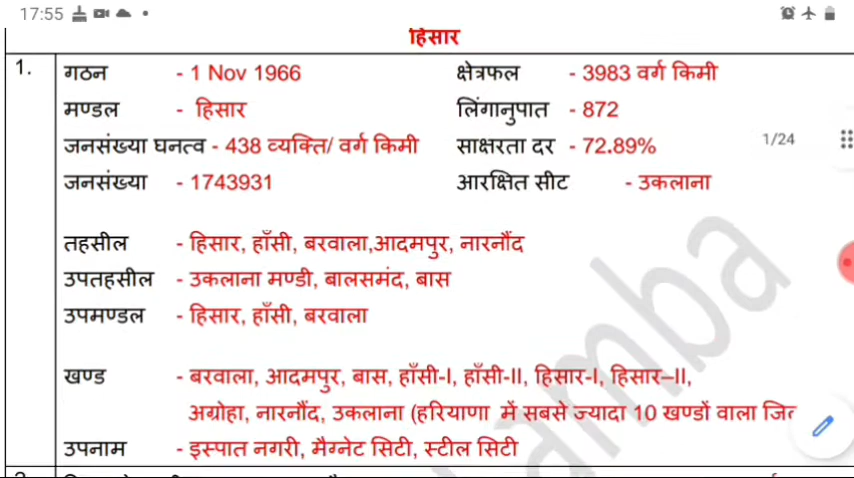 17:55
हिसार
1. गठन - 1 Nov 1966 क्षेत्रफल - 3983 वर्ग किमी
मण्डल - हिसार लिंगानुपात - 872
जनसंख्या घनत्व - 438 व्यक्ति/ वर्ग किमी साक्षरता दर - 72.89%
1/24
जनसंख्या - 1743931 आरक्षित सीट - उकलाना
तहसील - हिसार, हाँसी, बरवाला,आदमपुर, नारनौंद
उपतहसील - उकलाना मण्डी, बालसमंद, बास
उपमण्डल - हिसार, हाँसी, बरवाला
खण्ड - बरवाला, आदमपुर, बास, हाँसी-I, हाँसी-II, हिसार-I, हिसार–II,
अग्रोहा, नारनौंद, उकलाना (हरियाणा में सबसे ज्यादा 10 खण्डों वाला
उपनाम - इस्पात नगरी, मैग्नेट सिटी, स्टील सिटी
amba